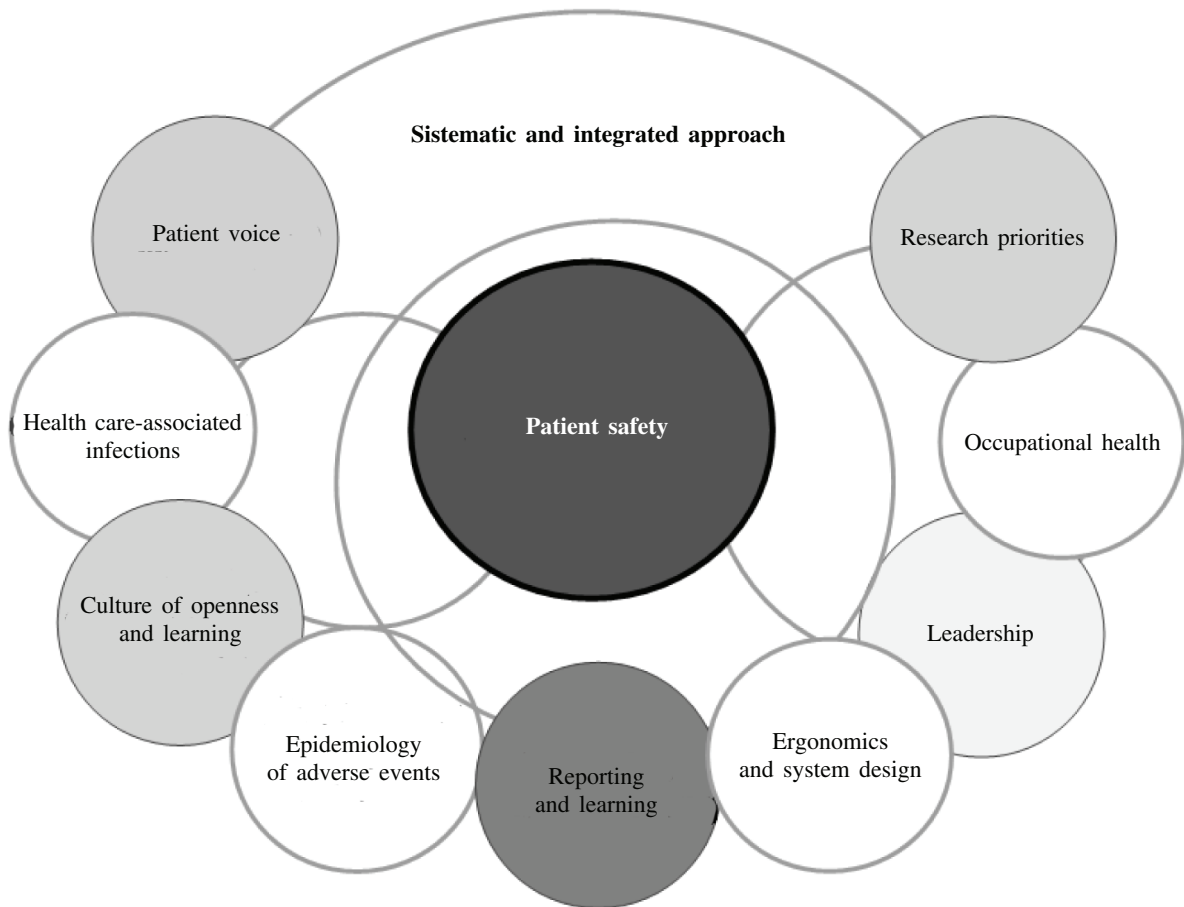 Sistematic and integrated approach
Patient voice
Research priorities
Patient safety
Health care-associated
infections
Occupational health
Culture of openness
and learning
Leadership
Epidemiology
of adverse events
Reporting
and learning
Ergonomics
and system design